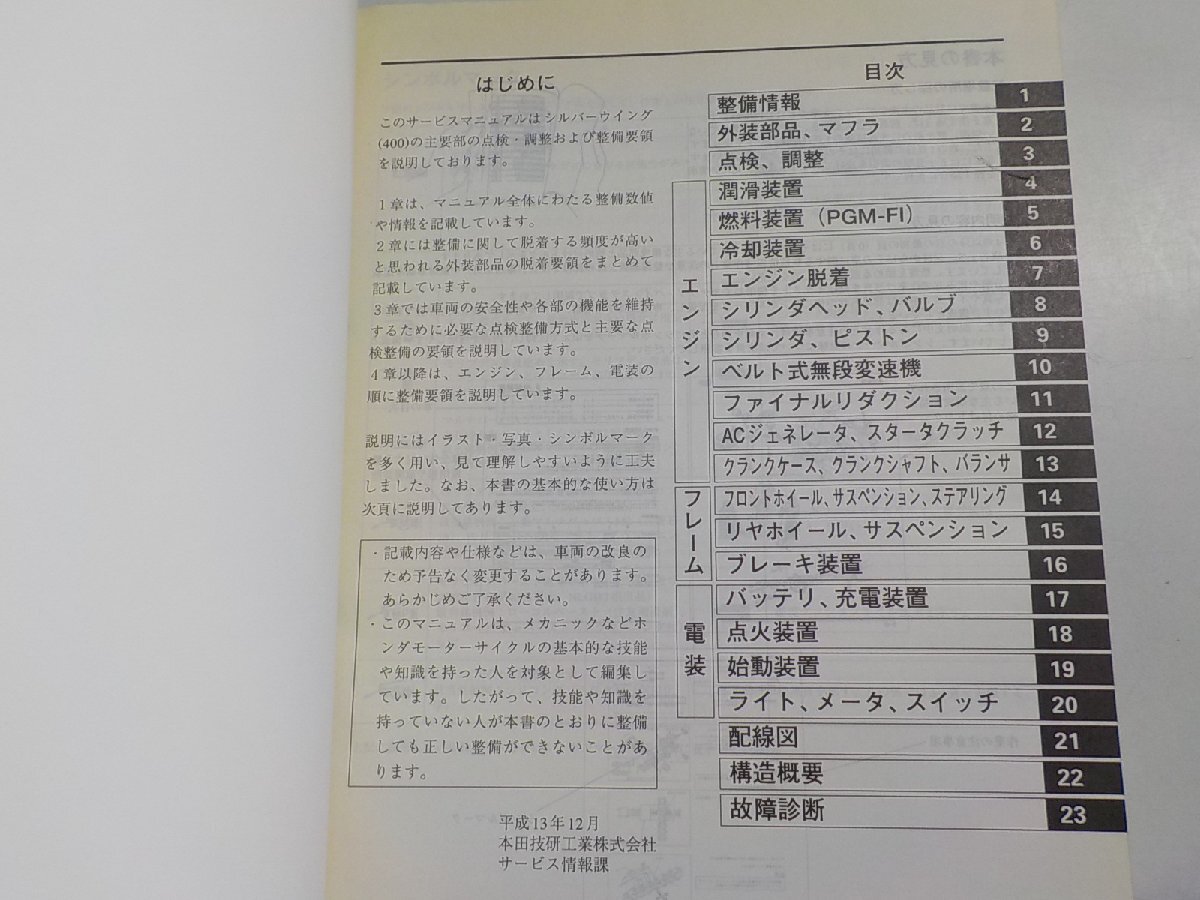 はじめに
このサービスマニュアルはシルバーウイング
(400)の主要部の点検・調整および整備要領
を説明しております。
1章は、マニュアル全体にわたる整備数値
や情報を記載しています。
2章には整備に関して脱着する頻度が高い
と思われる外装部品の脱着要領をまとめて
記載しています。
3章では車両の安全性や各部の機能を維持
するために必要な点検整備方式と主要な点
検整備の要領を説明しています。
4章以降は、エンジン、フレーム、電装の
順に整備要領を説明しています。
説明にはイラスト・写真・シンボルマーク
を多く用い、見て理解しやすいように工夫
しました。なお、本書の基本的な使い方は
次頁に説明してあります。
・記載内容や仕様などは、車両の改良の
ため予告なく変更することがあります。
あらかじめご了承ください。
・このマニュアルは、メカニックなどホ
ンダモーターサイクルの基本的な技能
や知識を持った人を対象として編集し
ています。したがって、技能や知識を
持っていない人が本書のとおりに整備
しても正しい整備ができないことがあ
ります。
平成13年12月
本田技研工業株式会社
サービス情報課
目次
整備情報 1
外装部品、マフラ 2
点検、調整 3
エンジン
潤滑装置 4
燃料装置(PGM-FI) 5
冷却装置 6
エンジン脱着 7
シリンダヘッド、バルブ 8
シリンダ、ピストン 9
ベルト式無段変速機 10
ファイナルリダクション 11
ACジェネレータ、スタータクラッチ 12
クランクケース、クランクシャフト、バランサ 13
フレーム
フロントホイール、サスペンション、ステアリング 14
リヤホイール、サスペンション 15
ブレーキ装置 16
電装
バッテリ、充電装置 17
点火装置 18
始動装置 19
ライト、メータ、スイッチ 20
配線図 21
構造概要 22
故障診断 23